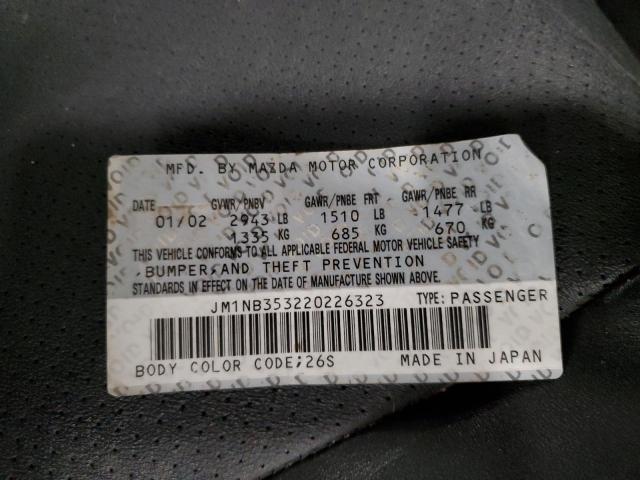 MFD. BY MAZDA MOTOR CORPORATION
DATE GVWR/PNBV GAWR/PNBE FRT GAWR/PNBE RR
01/02 2943 LB 1510 LB 1477 LB
1335 KG 685 KG 670 KG
THIS VEHICLE CONFORMS TO ALL APPLICABLE FEDERAL MOTOR VEHICLE SAFETY
,BUMPER,AND THEFT PREVENTION
STANDARDS IN EFFECT ON THE DATE OF MANUFACTURE SHOWN ABOVE.
JM1NB353220226323 TYPE: PASSENGER
BODY COLOR CODE;26S MADE IN JAPAN